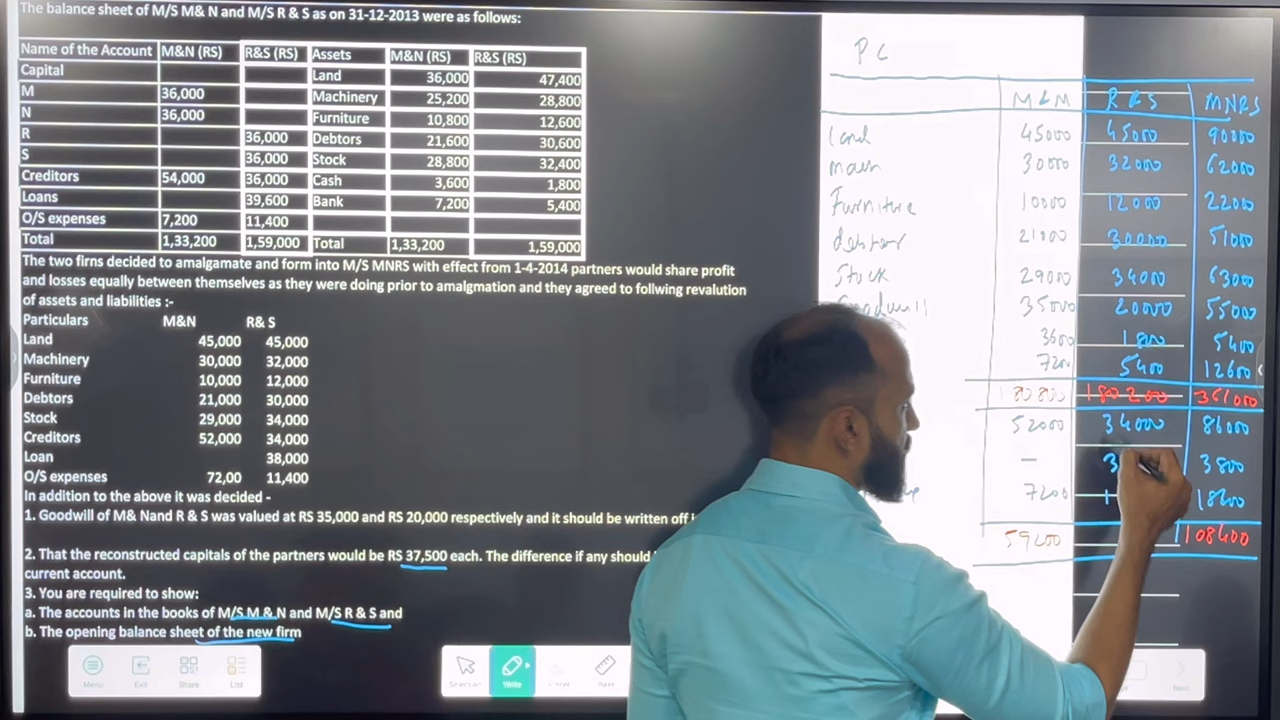 The balance sheet of M/S M& N and M/S R & S as on 31-12-2013 were as follows:
Name of the Account M&N (RS) R&S (RS) Assets M&N (RS) R&S (RS)
Capital Land 36,000 47,400
M 36,000 Machinery 25,200 28,800
N 36,000 Furniture 10,800 12,600
R 36,000 Debtors 21,600 30,600
S 36,000 Stock 28,800 32,400
Creditors 54,000 36,000 Cash 3,600 1,800
Loans 39,600 Bank 7,200 5,400
O/S expenses 7,200 11,400
Total 1,33,200 1,59,000 Total 1,33,200 1,59,000
The two firns decided to amalgamate and form into M/S MNRS with effect from 1-4-2014 partners would share profit
and losses equally between themselves as they were doing prior to amalgmation and they agreed to follwing revalution
of assets and liabilities :-
Particulars M&N R& S
Land 45,000 45,000
Machinery 30,000 32,000
Furniture 10,000 12,000
Debtors 21,000 30,000
Stock 29,000 34,000
Creditors 52,000 34,000
Loan 38,000
O/S expenses 72,00 11,400
In addition to the above it was decided -
1. Goodwill of M& Nand R & S was valued at RS 35,000 and RS 20,000 respectively and it should be written off
2. That the reconstructed capitals of the partners would be RS 37,500 each. The difference if any should
current account.
3. You are required to show:
a. The accounts in the books of M/S M & N and M/S R & S and
b. The opening balance sheet of the new firm
PC
M & M R & S MNRS
Land 45000 45000 90000
30000 32000 62000
Furniture 10000 12000 22000
debtor 21000 30000 51000
Stock 29000 34000 63000
Goodwill 35000 20000 55000
3600 1800 5400
7200 5400 12600
180800 180200 361000
52000 34000 86000
— 3 3800
7200 1 18600
59200 108400
Menu Exit Share List
Write
Next